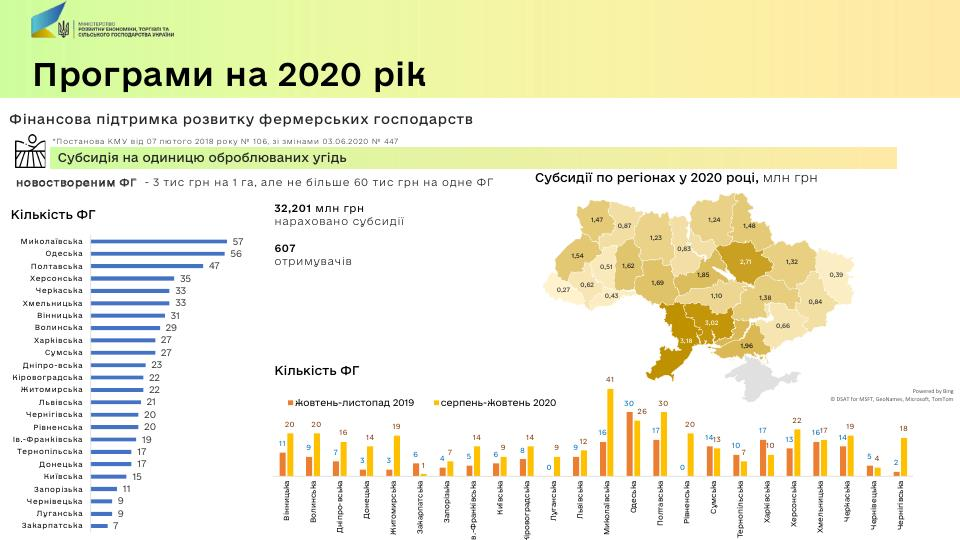 МІНІСТЕРСТВО
РОЗВИТКУ ЕКОНОМІКИ, ТОРГІВЛІ ТА
СІЛЬСЬКОГО ГОСПОДАРСТВА УКРАЇНИ
Програми на 2020 рік
Фінансова підтримка розвитку фермерських господарств
*Постанова КМУ від 07 лютого 2018 року № 106, зі змінами 03.06.2020 № 447
Субсидія на одиницю оброблюваних угідь
новоствореним ФГ - 3 тис грн на 1 га, але не більше 60 тис грн на одне ФГ
Кількість ФГ
Миколаївська 57
Одеська 56
Полтавська 47
Херсонська 35
Черкаська 33
Хмельницька 33
Вінницька 31
Волинська 29
Харківська 27
Сумська 27
Дніпро-вська 23
Кіровоградська 22
Житомирська 22
Львівська 21
Чернігівська 20
Рівненська 20
Ів.-Франківська 19
Тернопільська 17
Донецька 17
Київська 15
Запорізька 11
Чернівецька 9
Луганська 9
Закарпатська 7
32,201 млн грн
нараховано субсидії
607
отримувачів
Субсидії по регіонах у 2020 році, млн грн
1,47
0,87
1,24
1,48
1,23
0,83
1,54
0,51
1,62
2,71
1,32
0,39
0,27
0,62
0,43
1,69
1,85
1,10
1,38
0,84
3,18
3,02
0,66
1,96
Powered by Bing
© DSAT for MSFT, GeoNames, Microsoft, TomTom
Кількість ФГ
жовтень-листопад 2019
серпень-жовтень 2020
11 20
9 20
7 16
3 14
3 19
6 1
4 7
5 14
6 9
8 14
0 9
9 12
16 41
30 26
17 30
0 20
14 13
10 7
17 10
13 22
16 17
14 19
5 4
2 18
Вінницька
Волинська
Дніпро-вська
Донецька
Житомирська
Закарпатська
Запорізька
в.-Франківська
Київська
Кіровоградська
Луганська
Львівська
Миколаївська
Одеська
Полтавська
Рівненська
Сумська
Тернопільська
Харківська
Херсонська
Хмельницька
Черкаська
Чернівецька
Чернігівська